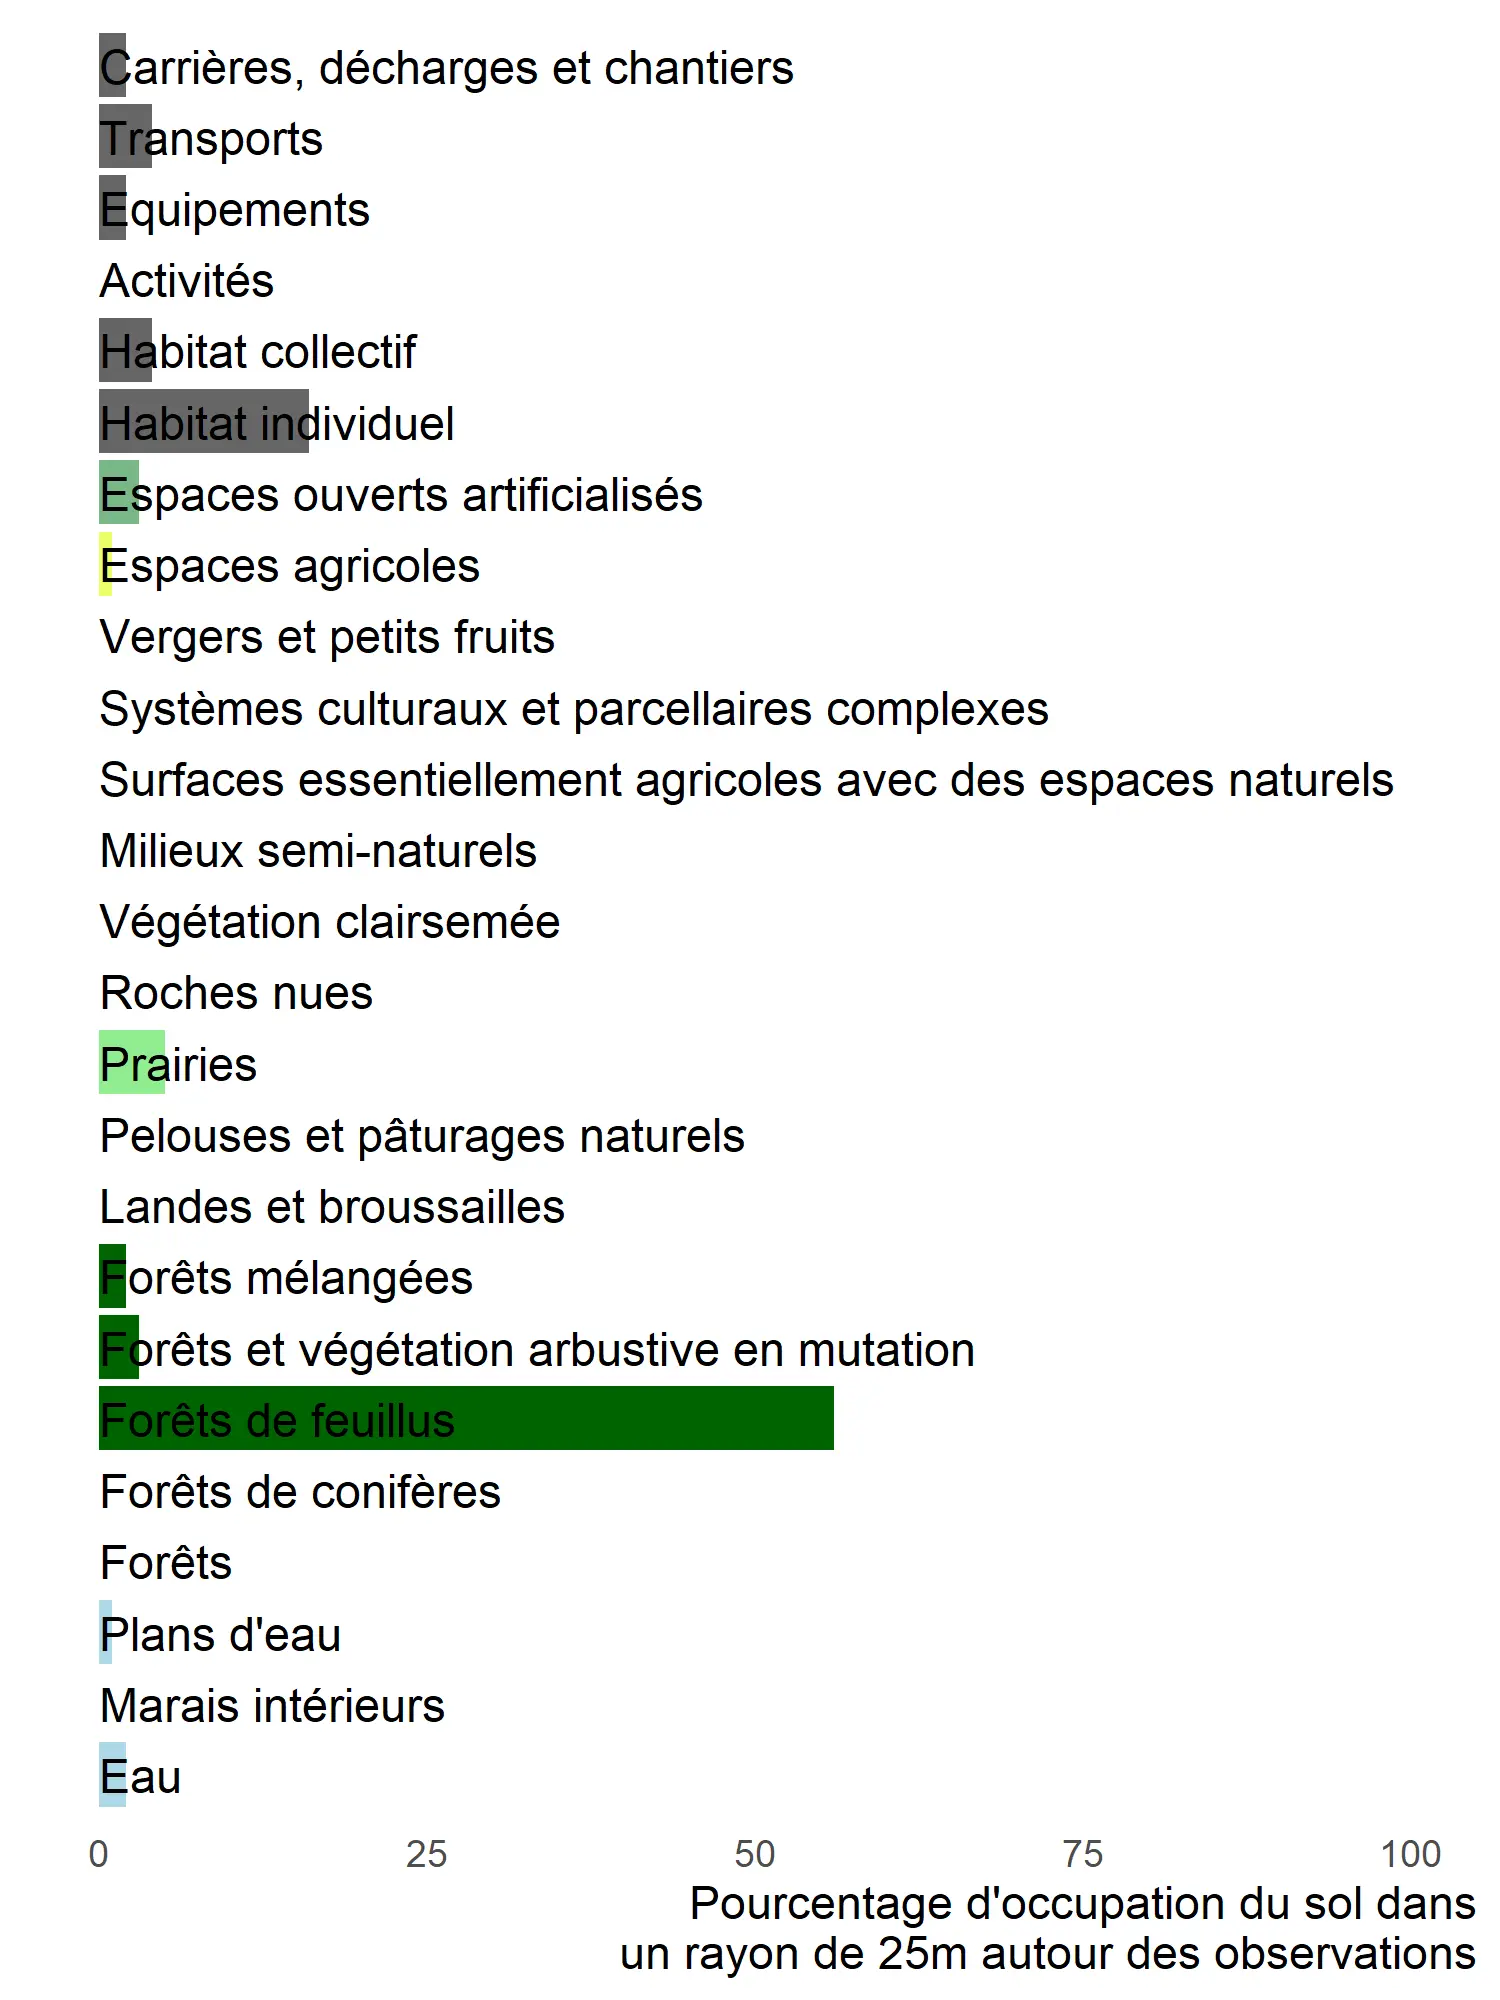 Carrières, décharges et chantiers
Transports
Equipements
Activités
Habitat collectif
Habitat individuel
Espaces ouverts artificialisés
Espaces agricoles
Vergers et petits fruits
Systèmes culturaux et parcellaires complexes
Surfaces essentiellement agricoles avec des espaces naturels
Milieux semi-naturels
Végétation clairsemée
Roches nues
Prairies
Pelouses et pâturages naturels
Landes et broussailles
Forêts mélangées
Forêts et végétation arbustive en mutation
Forêts de feuillus
Forêts de conifères
Forêts
Plans d'eau
Marais intérieurs
Eau
0 25 50 75 100
Pourcentage d'occupation du sol dans
un rayon de 25m autour des observations